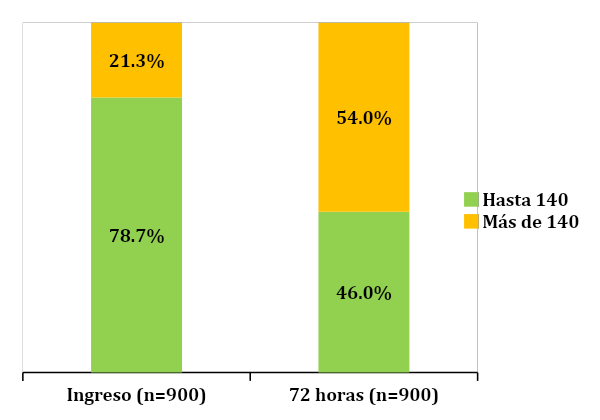 21.3%
54.0%
78.7%
46.0%
Hasta 140
Más de 140
Ingreso (n=900)
72 horas (n=900)